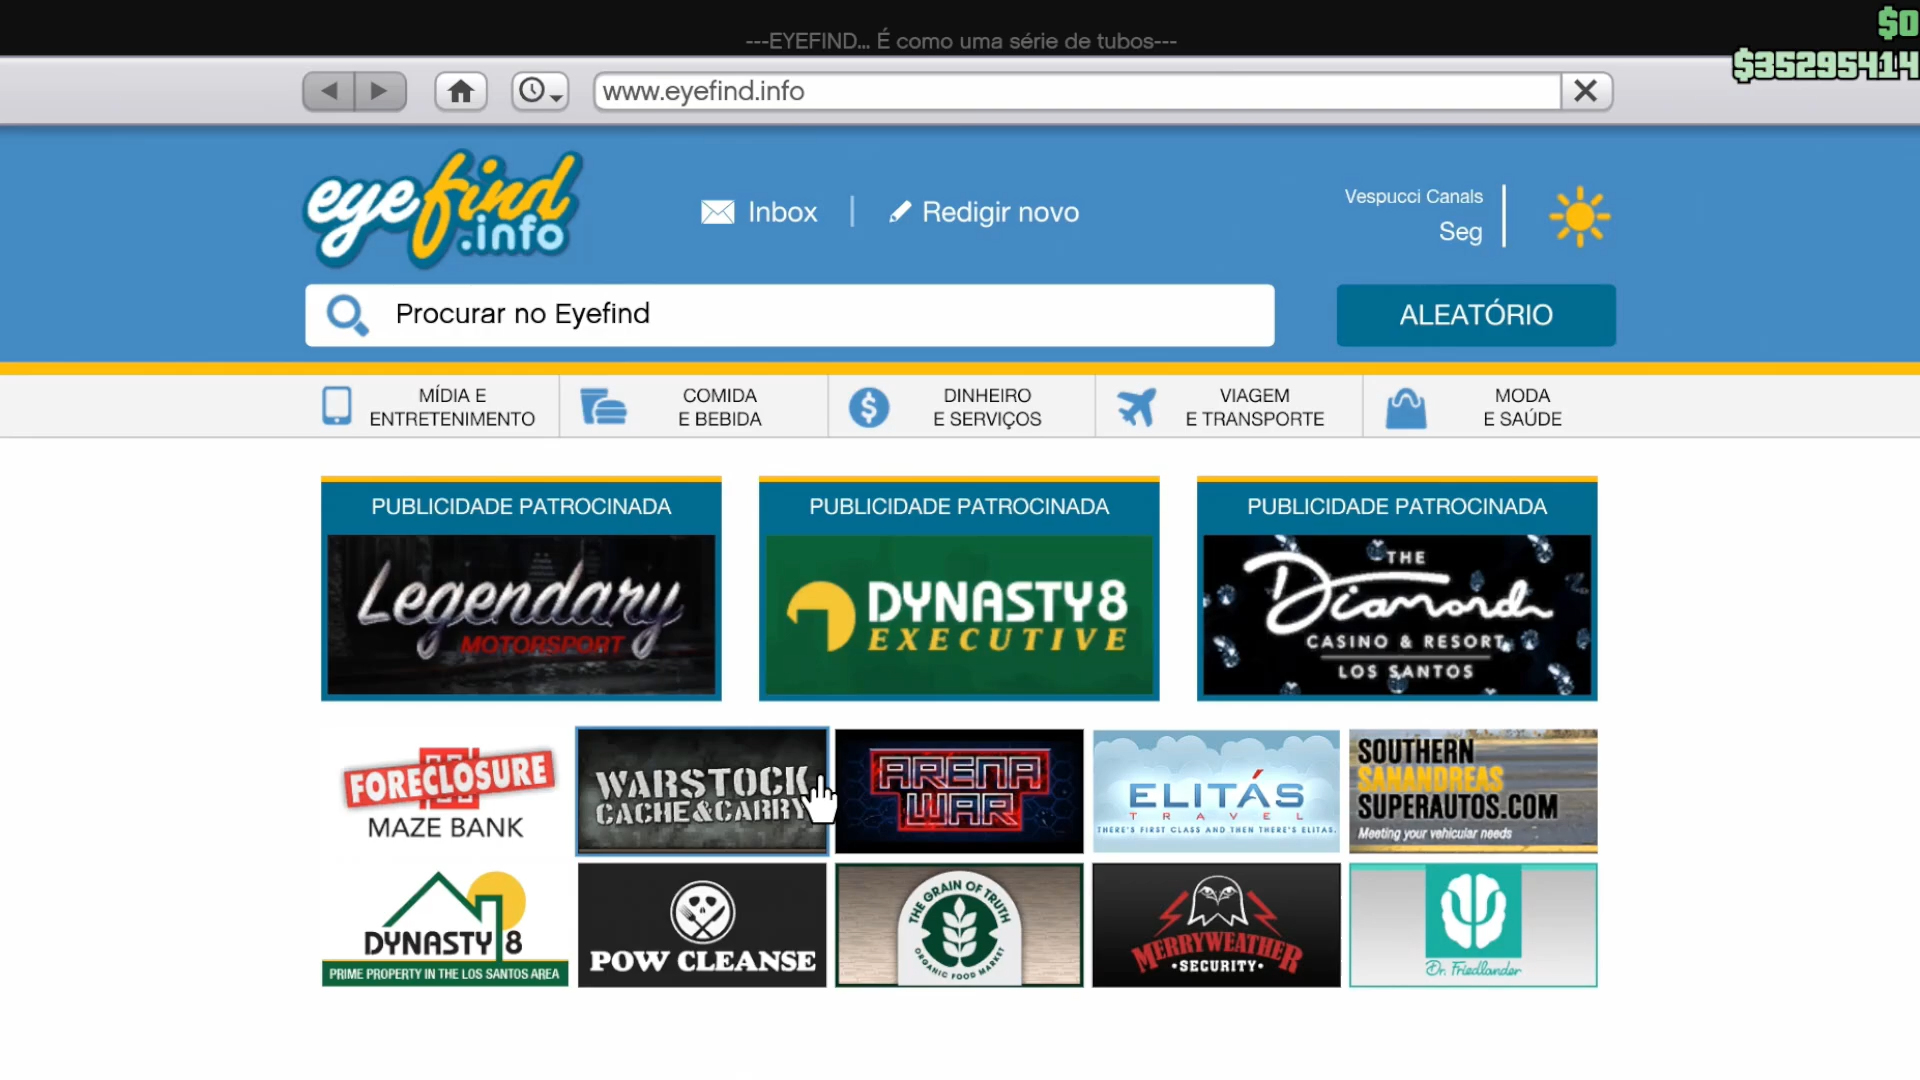 $0
---EYEFIND... É como uma série de tubos---
$35295414
www.eyefind.info
eyefind
.info
Inbox
Redigir novo
Vespucci Canals
Seg
Procurar no Eyefind
ALEATÓRIO
MÍDIA E
ENTRETENIMENTO
COMIDA
E BEBIDA
DINHEIRO
E SERVIÇOS
VIAGEM
E TRANSPORTE
MODA
E SAÚDE
PUBLICIDADE PATROCINADA
Legendary
MOTORSPORT
PUBLICIDADE PATROCINADA
DYNASTY8
EXECUTIVE
PUBLICIDADE PATROCINADA
THE
Diamond
CASINO & RESORT
LOS SANTOS
FORECLOSURE
MAZE BANK
WARSTOCK
CACHE&CARRY
ARENA
WAR
ELITÁS
TRAVEL
THERE'S FIRST CLASS AND THEN THERE'S ELITAS.
SOUTHERN
SANANDREAS
SUPERAUTOS.COM
Meeting your vehicular needs
DYNASTY 8
PRIME PROPERTY IN THE LOS SANTOS AREA
POW CLEANSE
THE GRAIN OF TRUTH
ORGANIC FOOD MARKET
MERRYWEATHER
•SECURITY•
Dr. Friedlander